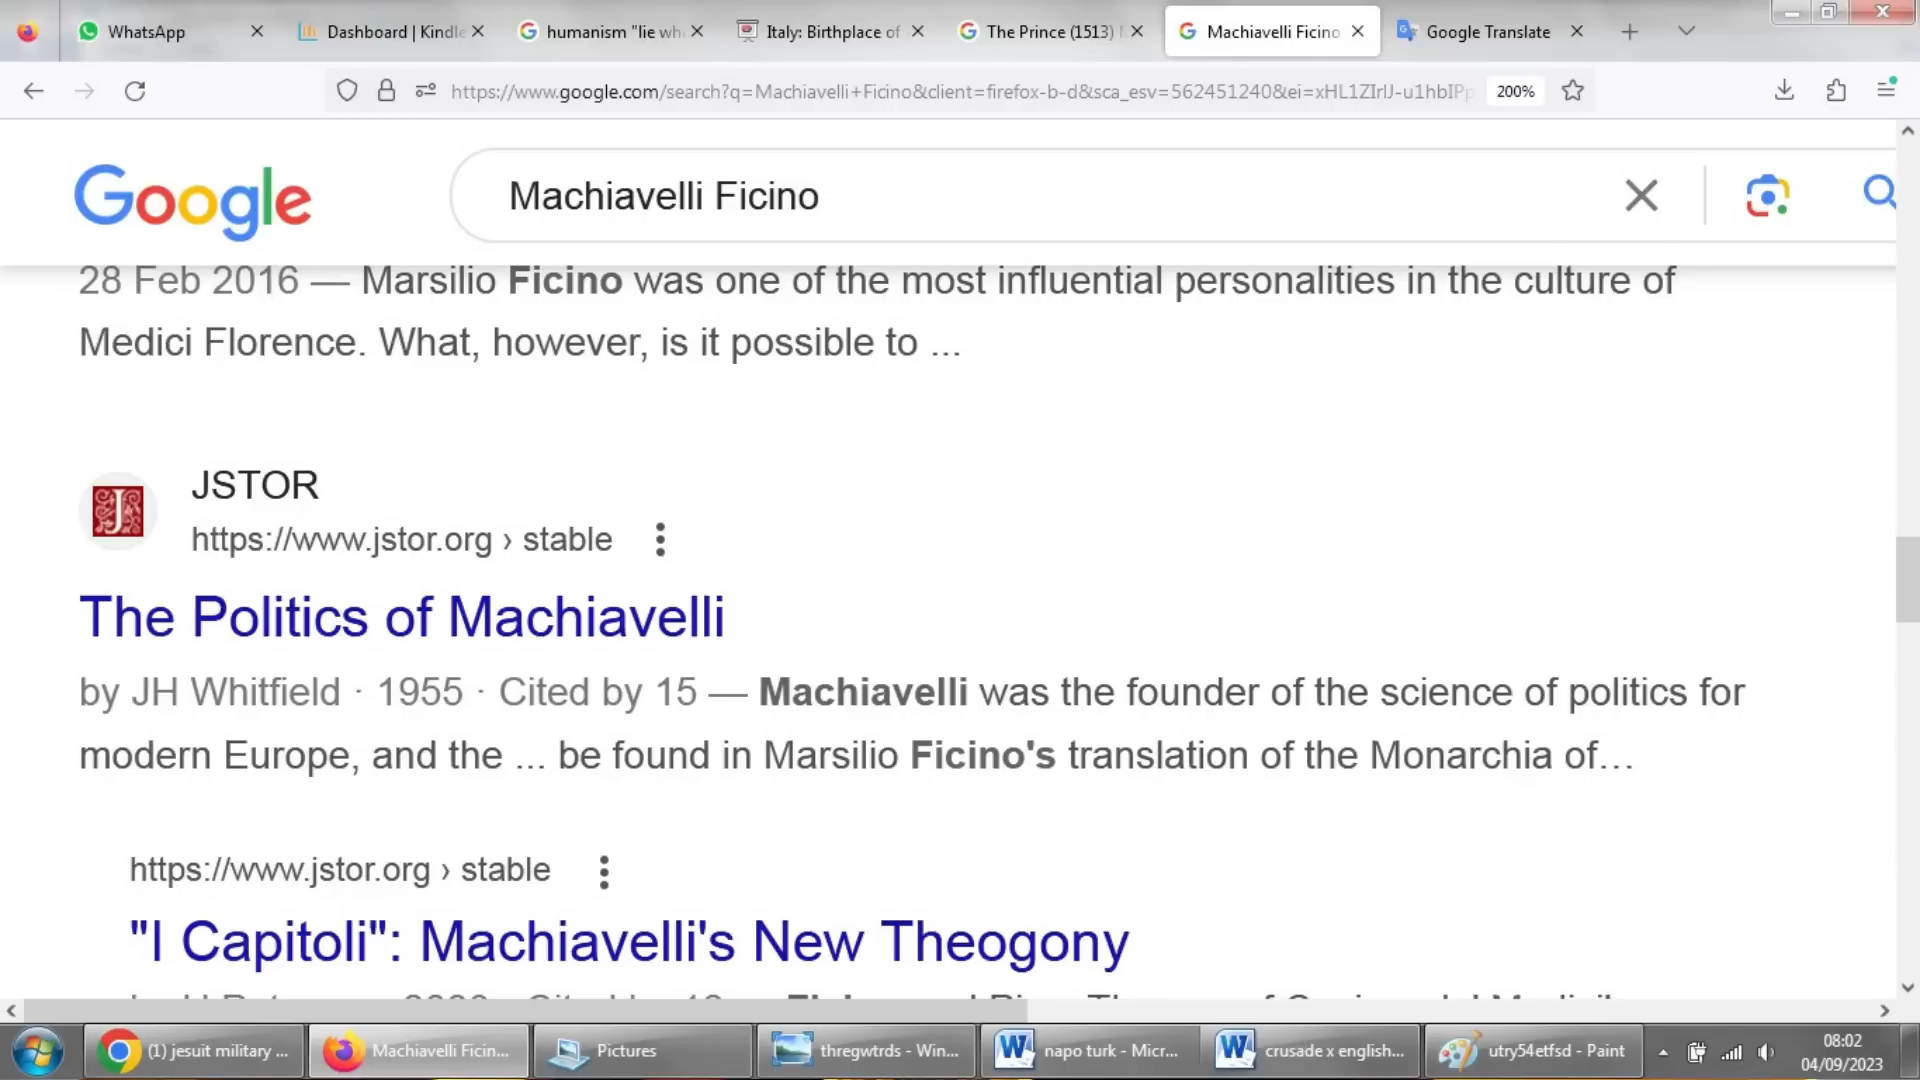 WhatsApp
Dashboard | Kindle
humanism "lie wh
Italy: Birthplace of
The Prince (1513)
Machiavelli Ficino
Google Translate
https://www.google.com/search?q=Machiavelli+Ficino&client=firefox-b-d&sca_esv=562451240&ei=xHL1ZIrlJ-u1hbIPp
200%
Google
Machiavelli Ficino
28 Feb 2016 — Marsilio Ficino was one of the most influential personalities in the culture of
Medici Florence. What, however, is it possible to ...
JSTOR
https://www.jstor.org › stable
The Politics of Machiavelli
by JH Whitfield · 1955 · Cited by 15 — Machiavelli was the founder of the science of politics for
modern Europe, and the ... be found in Marsilio Ficino's translation of the Monarchia of...
https://www.jstor.org › stable
"I Capitoli": Machiavelli's New Theogony
(1) jesuit military ...
Machiavelli Ficin...
Pictures
thregwtrds - Win...
napo turk - Micr...
crusade x english...
utry54etfsd - Paint
08:02
04/09/2023